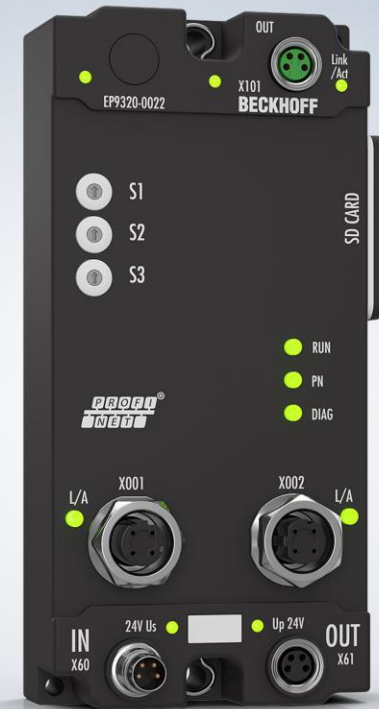 OUT
Link
/Act
X101
EP9320-0022
BECKHOFF
S1
S2
S3
SD CARD
RUN
PN
DIAG
PROFI®
NET
X001
X002
L/A
L/A
24V Us
Up 24V
IN
OUT
X60
X61